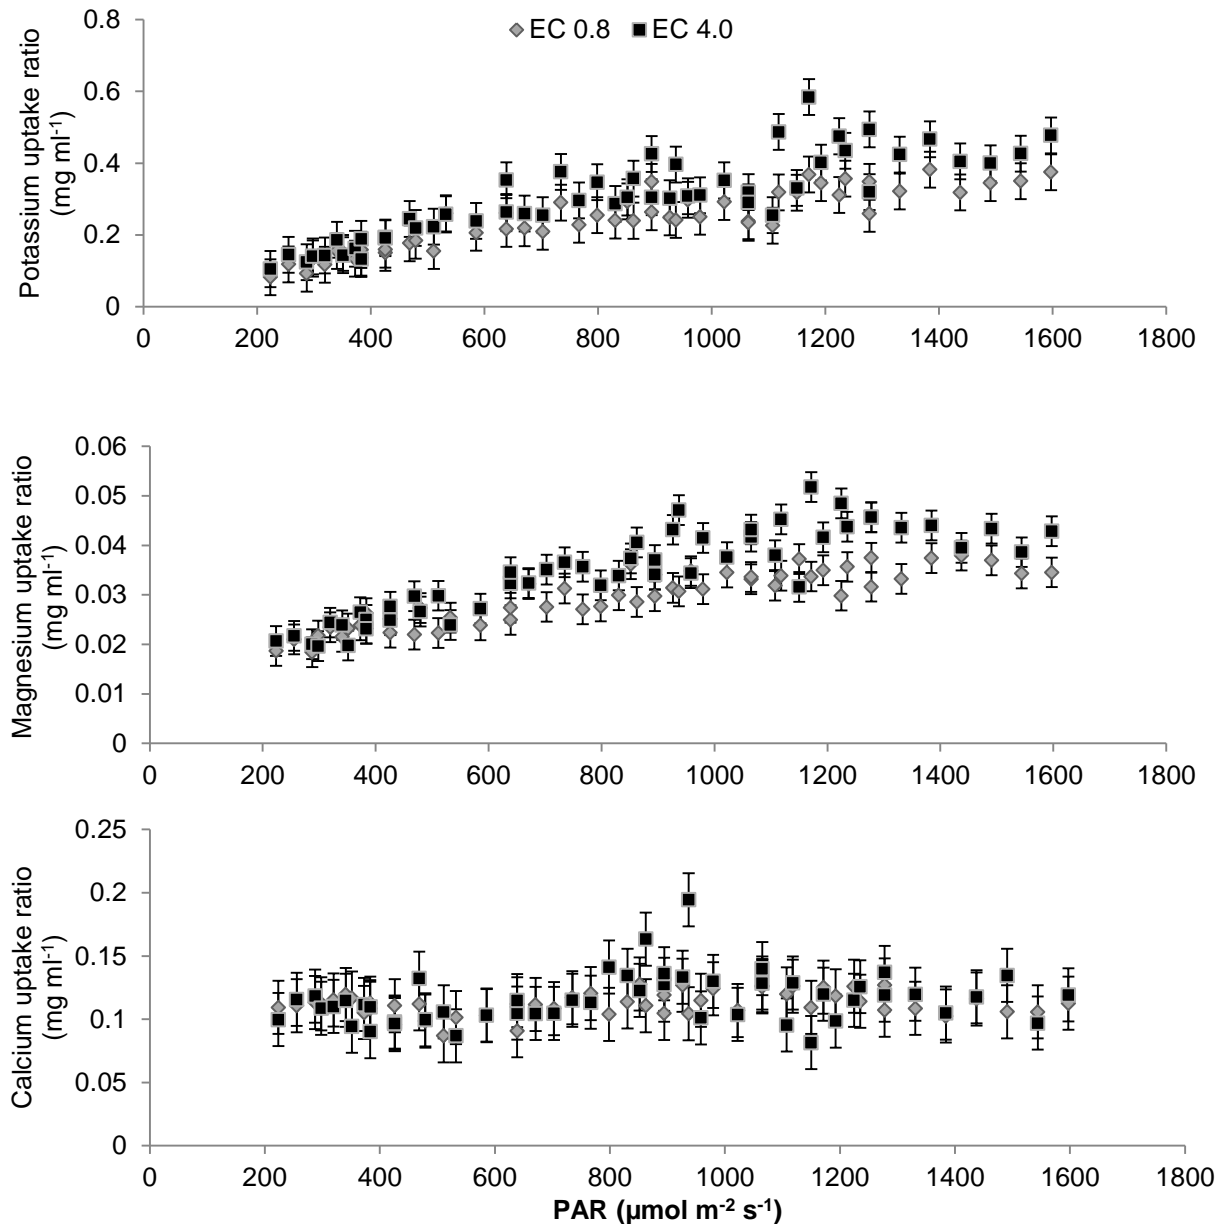 EC 0.8 EC 4.0
Potassium uptake ratio
(mg ml-1)
0.8
0.6
0.4
0.2
0
0 200 400 600 800 1000 1200 1400 1600 1800
Magnesium uptake ratio
(mg ml-1)
0.06
0.05
0.04
0.03
0.02
0.01
0
0 200 400 600 800 1000 1200 1400 1600 1800
Calcium uptake ratio
(mg ml-1)
0.25
0.2
0.15
0.1
0.05
0
0 200 400 600 800 1000 1200 1400 1600 1800
PAR (µmol m-2 s-1)